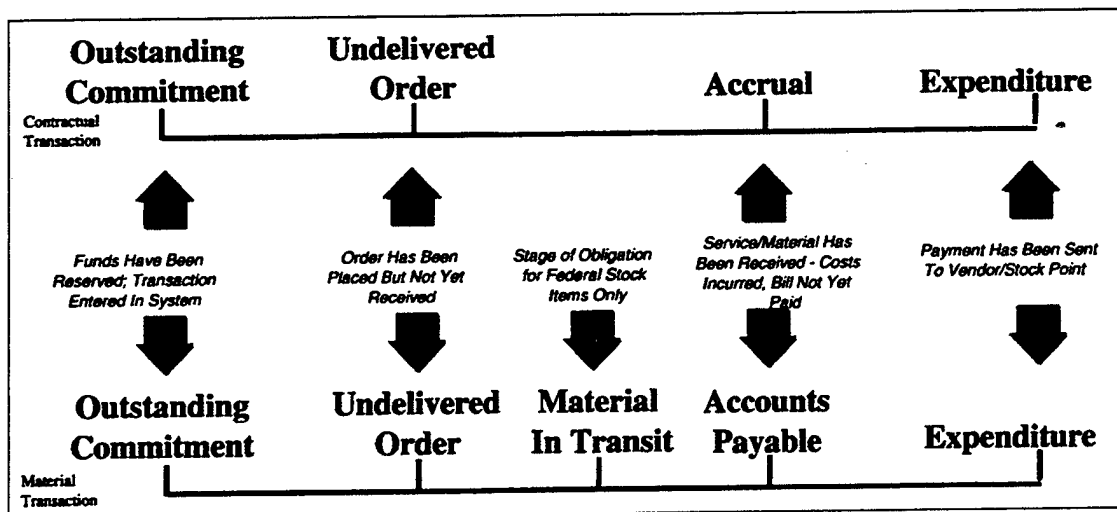 Outstanding
Commitment
Undelivered
Order
Accrual
Expenditure
Contractual
Transaction
Funds Have Been
Reserved; Transaction
Entered In System
Order Has Been
Placed But Not Yet
Received
Stage of Obligation
for Federal Stock
Items Only
Service/Material Has
Been Received - Costs
Incurred, Bill Not Yet
Paid
Payment Has Been Sent
To Vendor/Stock Point
Outstanding
Commitment
Undelivered
Order
Material
In Transit
Accounts
Payable
Expenditure
Material
Transaction